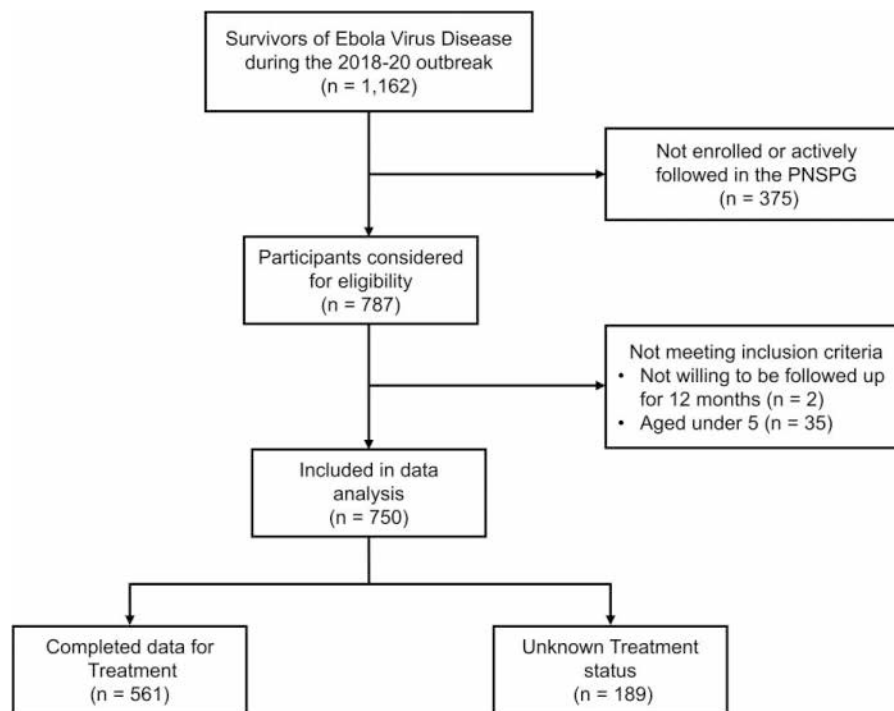 Survivors of Ebola Virus Disease
during the 2018-20 outbreak
(n = 1,162)
Not enrolled or actively
followed in the PNSPG
(n = 375)
Participants considered
for eligibility
(n = 787)
Not meeting inclusion criteria
• Not willing to be followed up
for 12 months (n = 2)
• Aged under 5 (n = 35)
Included in data
analysis
(n = 750)
Completed data for
Treatment
(n = 561)
Unknown Treatment
status
(n = 189)